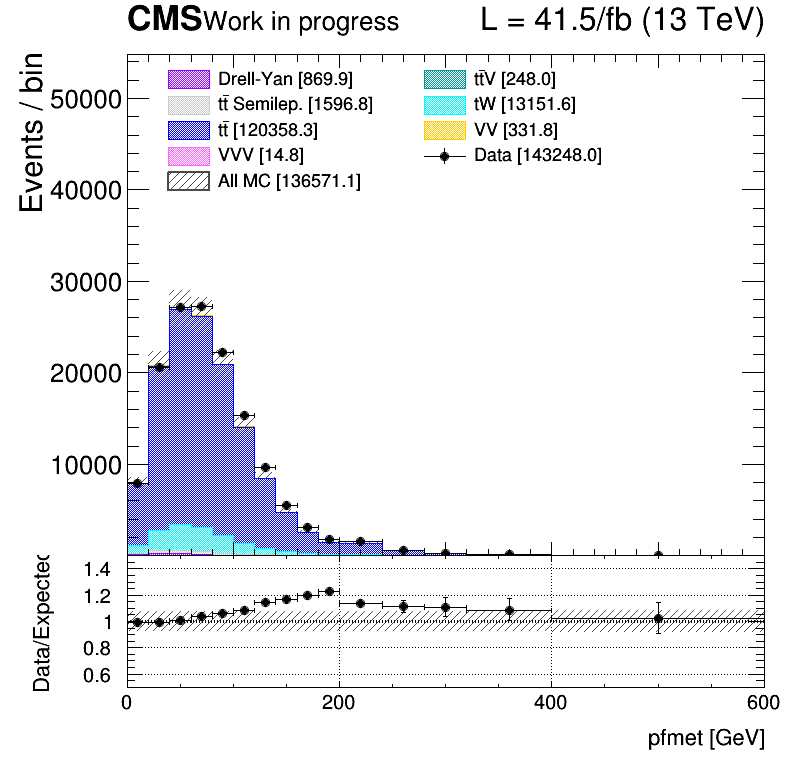 CMS Work in progress L = 41.5/fb (13 TeV)
Events / bin
50000
40000
30000
20000
10000
Drell-Yan [869.9]
tt̄ Semilep. [1596.8]
tt̄ [120358.3]
VVV [14.8]
All MC [136571.1]
tt̄V [248.0]
tW [13151.6]
VV [331.8]
Data [143248.0]
Data/Expected
1.4
1.2
1
0.8
0.6
0 200 400 600
pfmet [GeV]